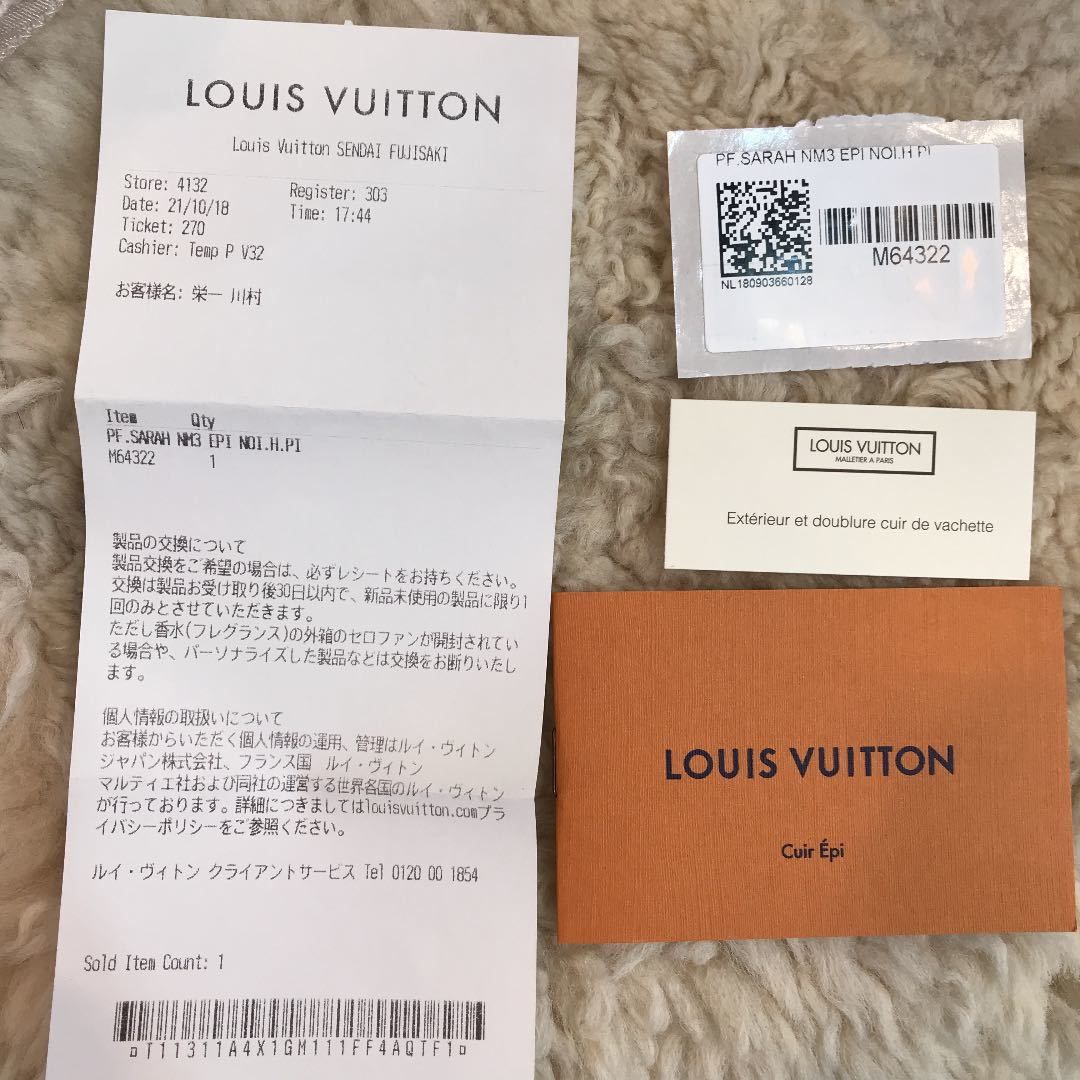 LOUIS VUITTON
Louis Vuitton SENDAI FUJISAKI
Store: 4132 Register: 303
Date: 21/10/18 Time: 17:44
Ticket: 270
Cashier: Temp P V32
お客様名: 栄一 川村
Item Qty
PF.SARAH NM3 EPI NOI.H.PI
M64322 1
製品の交換について
製品交換をご希望の場合は、必ずレシートをお持ちください。
交換は製品お受け取り後30日以内で、新品未使用の製品に限り1
回のみとさせていただきます。
ただし香水(フレグランス)の外箱のセロファンが開封されてい
る場合や、パーソナライズした製品などは交換をお断りいたし
ます。
個人情報の取扱いについて
お客様からいただく個人情報の運用、管理はルイ・ヴィトン
ジャパン株式会社、フランス国 ルイ・ヴィトン
マルティエ社および同社の運営する世界各国のルイ・ヴィトン
が行っております。詳細につきましてはlouisvuitton.comプラ
イバシーポリシーをご参照ください。
ルイ・ヴィトン クライアントサービス Tel 0120 00 1854
Sold Item Count: 1
T11311A4X1GM111FF4AQTF1
PF.SARAH NM3 EPI NOI.H.PI
M64322
NL180903660128
LOUIS VUITTON
MALLETIER A PARIS
Extérieur et doublure cuir de vachette
LOUIS VUITTON
Cuir Épi